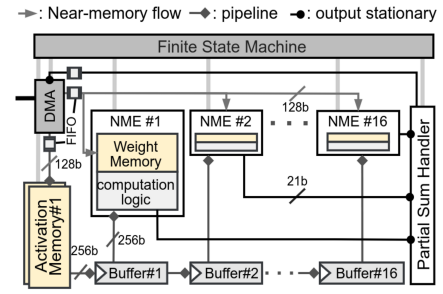 : Near-memory flow
: pipeline
: output stationary
Finite State Machine
DMA
FIFO
128b
NME #1
NME #2
NME #16
128b
Weight
Memory
computation
logic
21b
Partial Sum Handler
Activation
Memory#1
256b
256b
Buffer#1
Buffer#2
Buffer#16